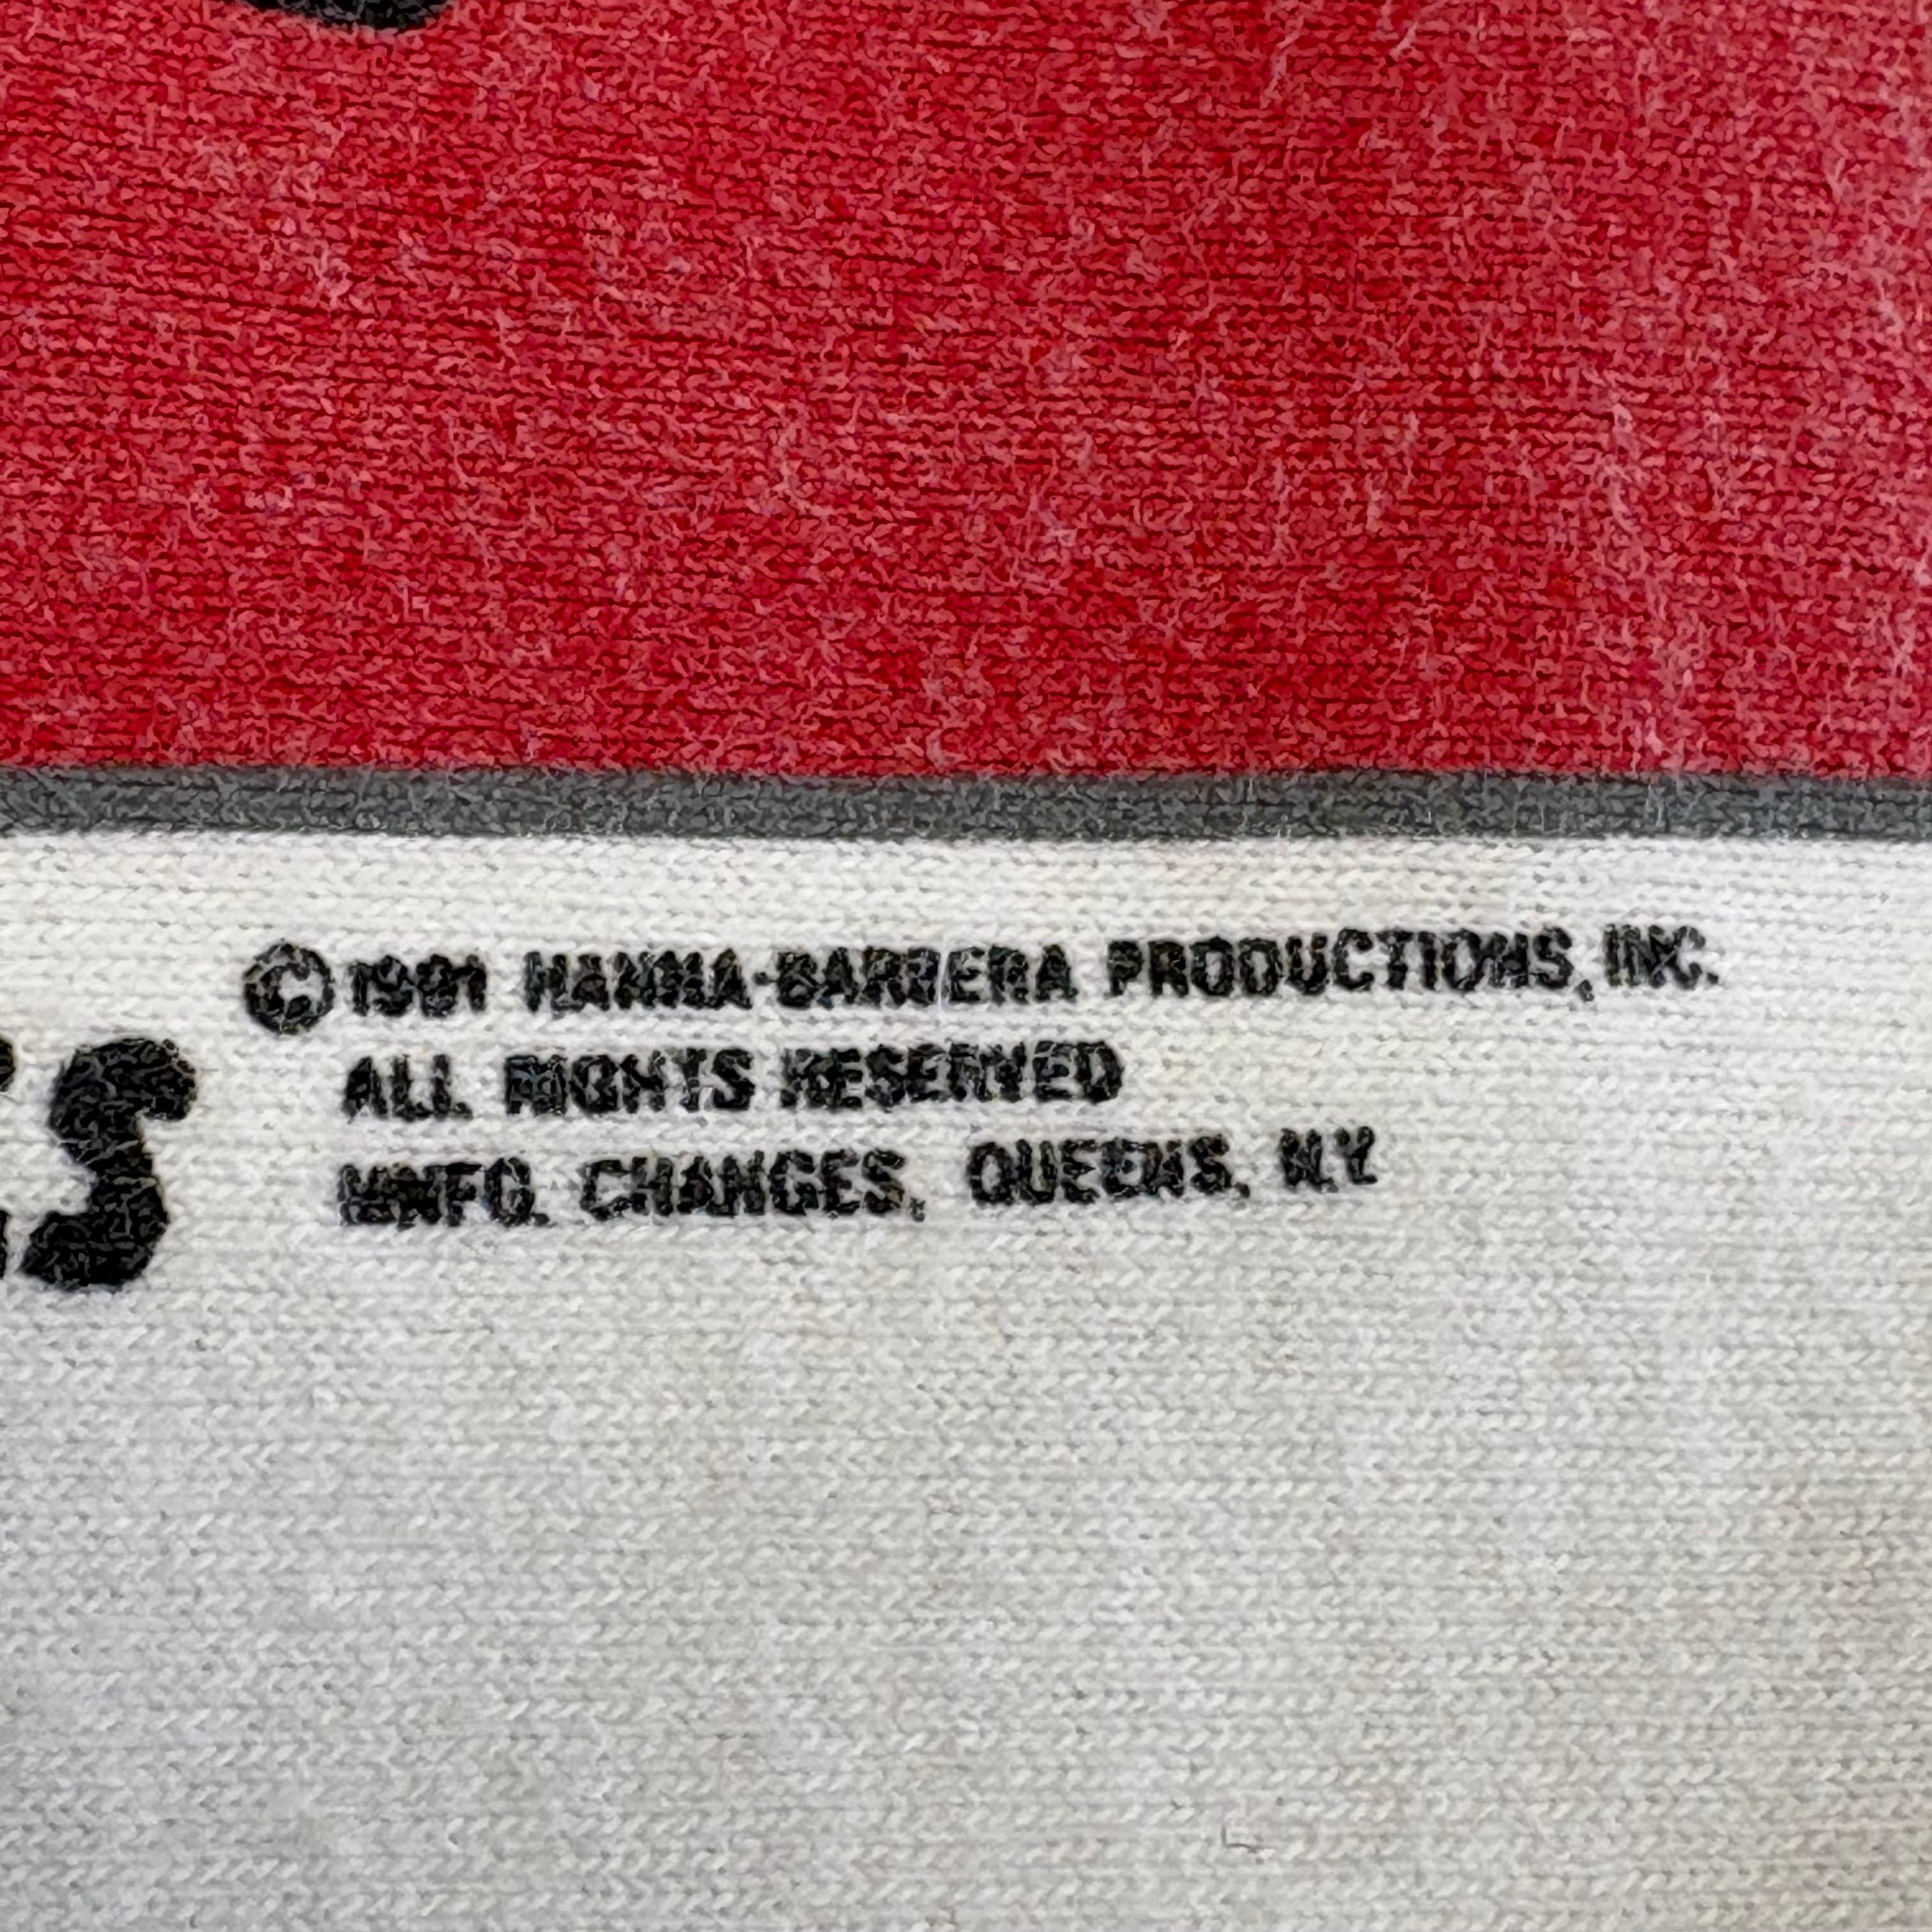 ©1991 HANNA-BARBERA PRODUCTIONS, INC.
ALL RIGHTS RESERVED
MNFG. CHANGES, QUEENS, N.Y.